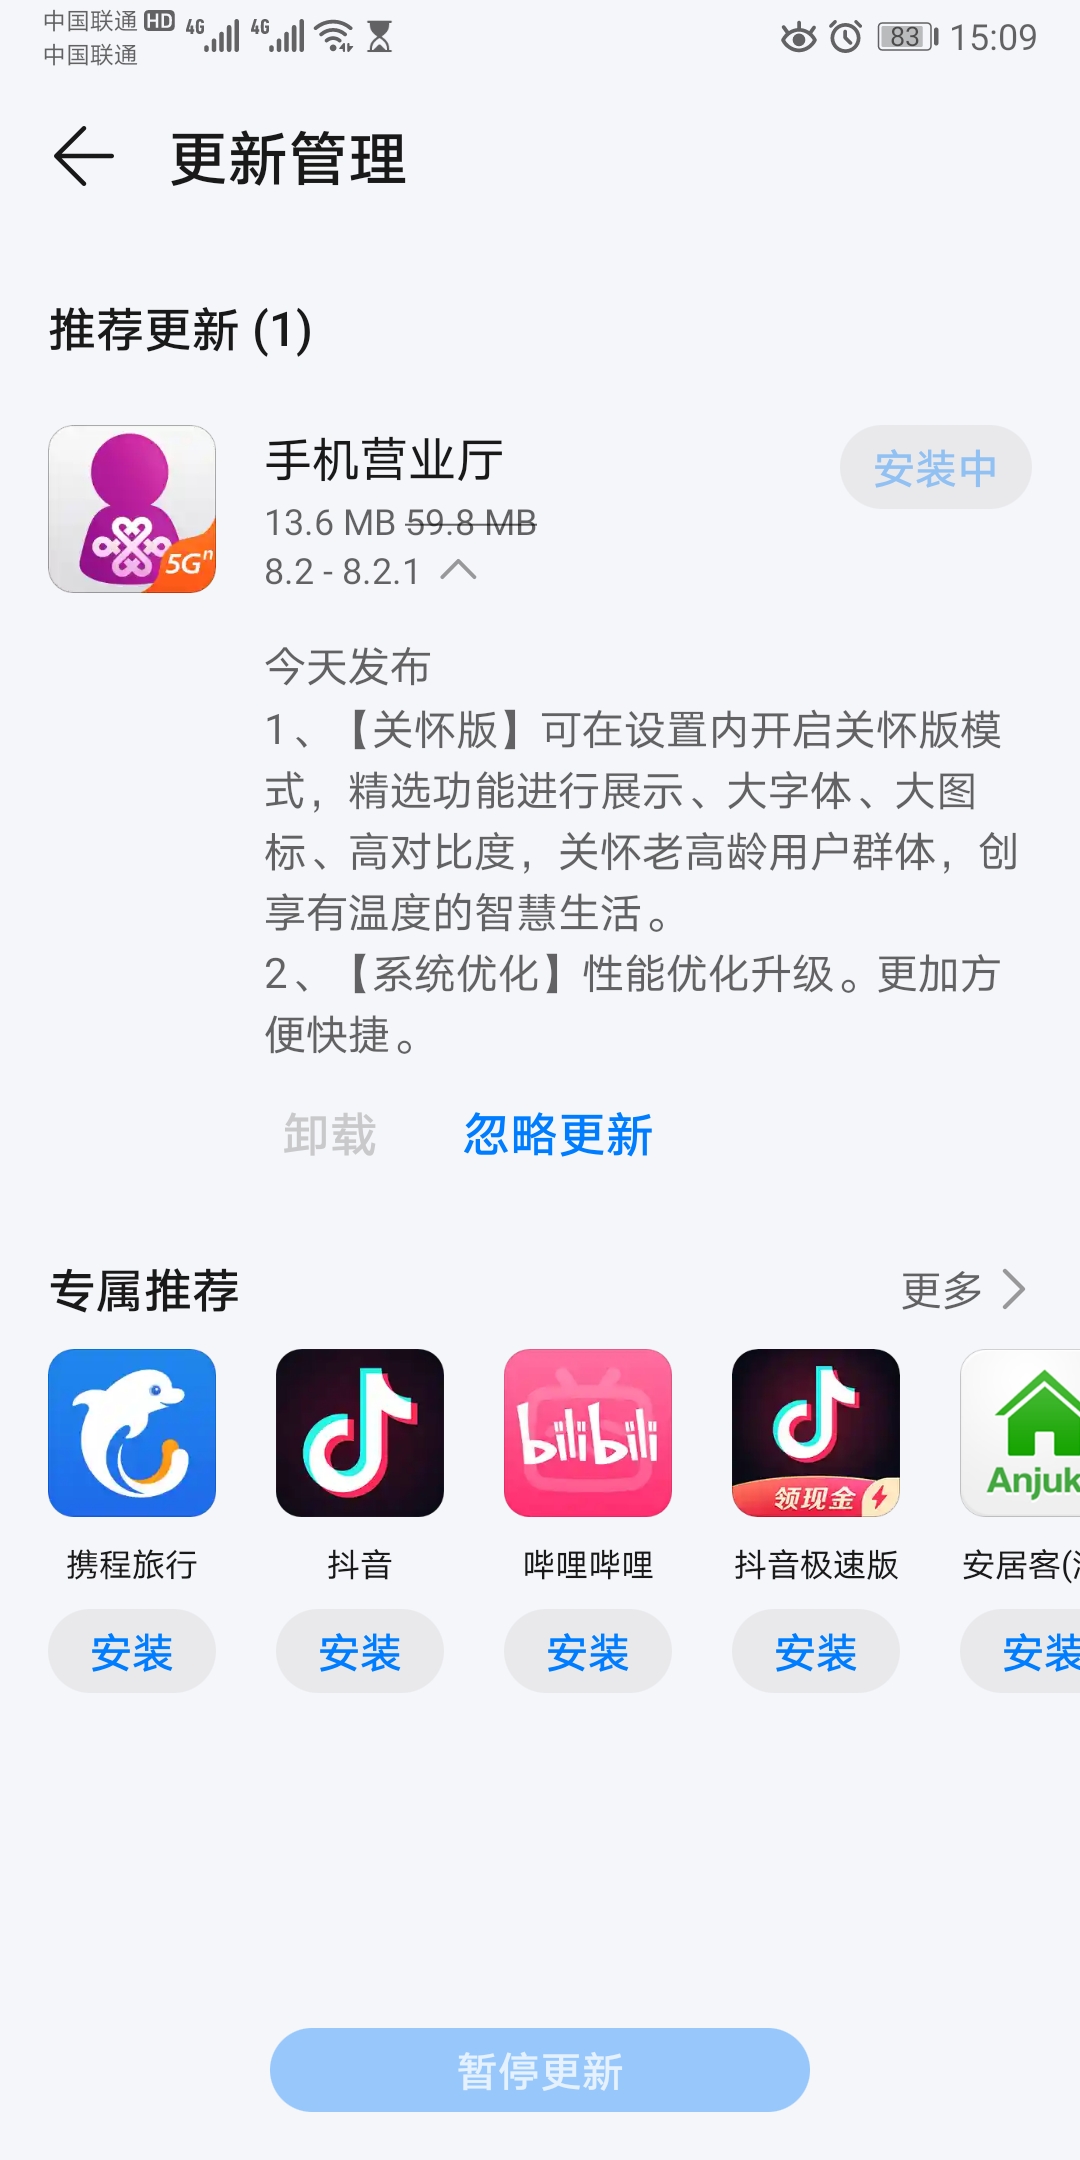 中国联通 HD 4G 4G 83 15:09
中国联通
更新管理
推荐更新 (1)
手机营业厅
安装中
13.6 MB 59.8 MB
8.2 - 8.2.1
5Gⁿ
今天发布
1、【关怀版】可在设置内开启关怀版模
式，精选功能进行展示、大字体、大图
标、高对比度，关怀老高龄用户群体，创
享有温度的智慧生活。
2、【系统优化】性能优化升级。更加方
便快捷。
卸载 忽略更新
专属推荐 更多
bilibili
领现金
Anjuk
携程旅行 抖音 哔哩哔哩 抖音极速版 安居客(
安装 安装 安装 安装 安装
暂停更新